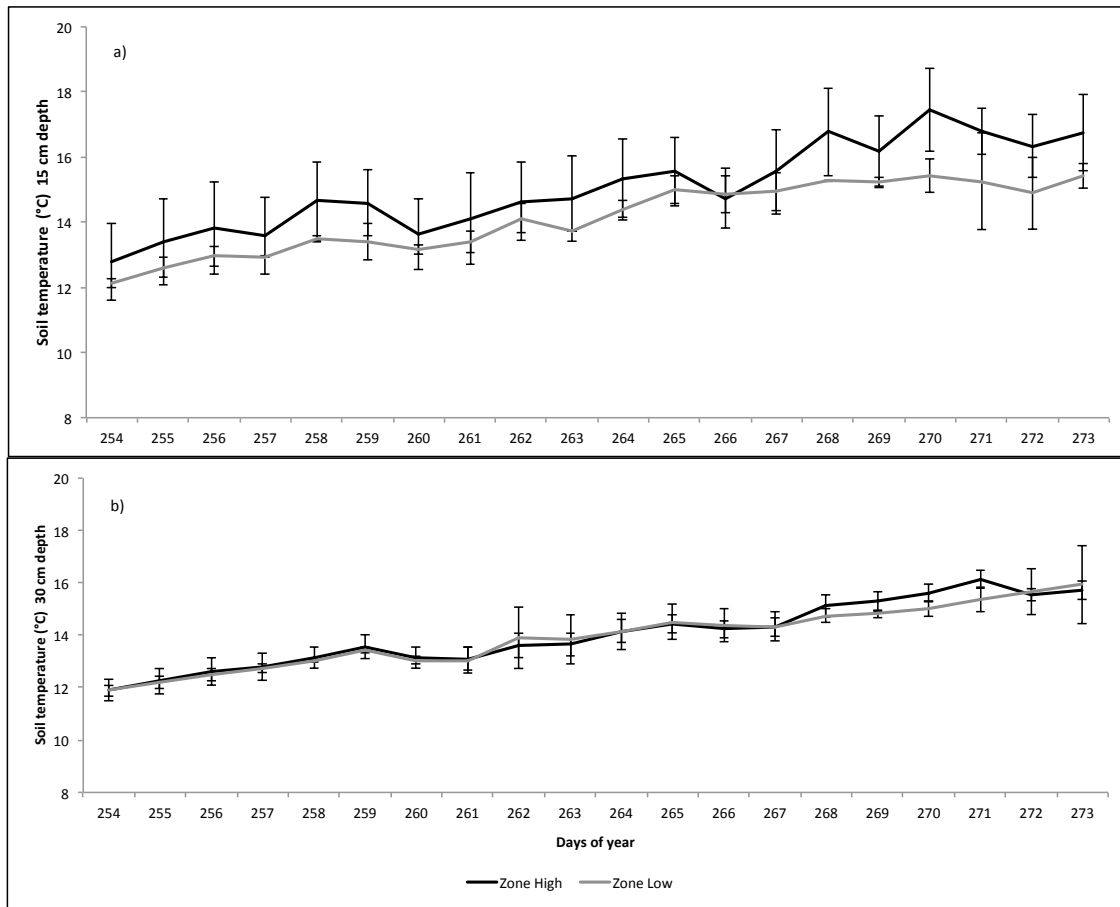 a)
Soil temperature (°C) 15 cm depth
20
18
16
14
12
10
8
254 255 256 257 258 259 260 261 262 263 264 265 266 267 268 269 270 271 272 273
b)
Soil temperature (°C) 30 cm depth
20
18
16
14
12
10
8
254 255 256 257 258 259 260 261 262 263 264 265 266 267 268 269 270 271 272 273
Days of year
Zone High Zone Low